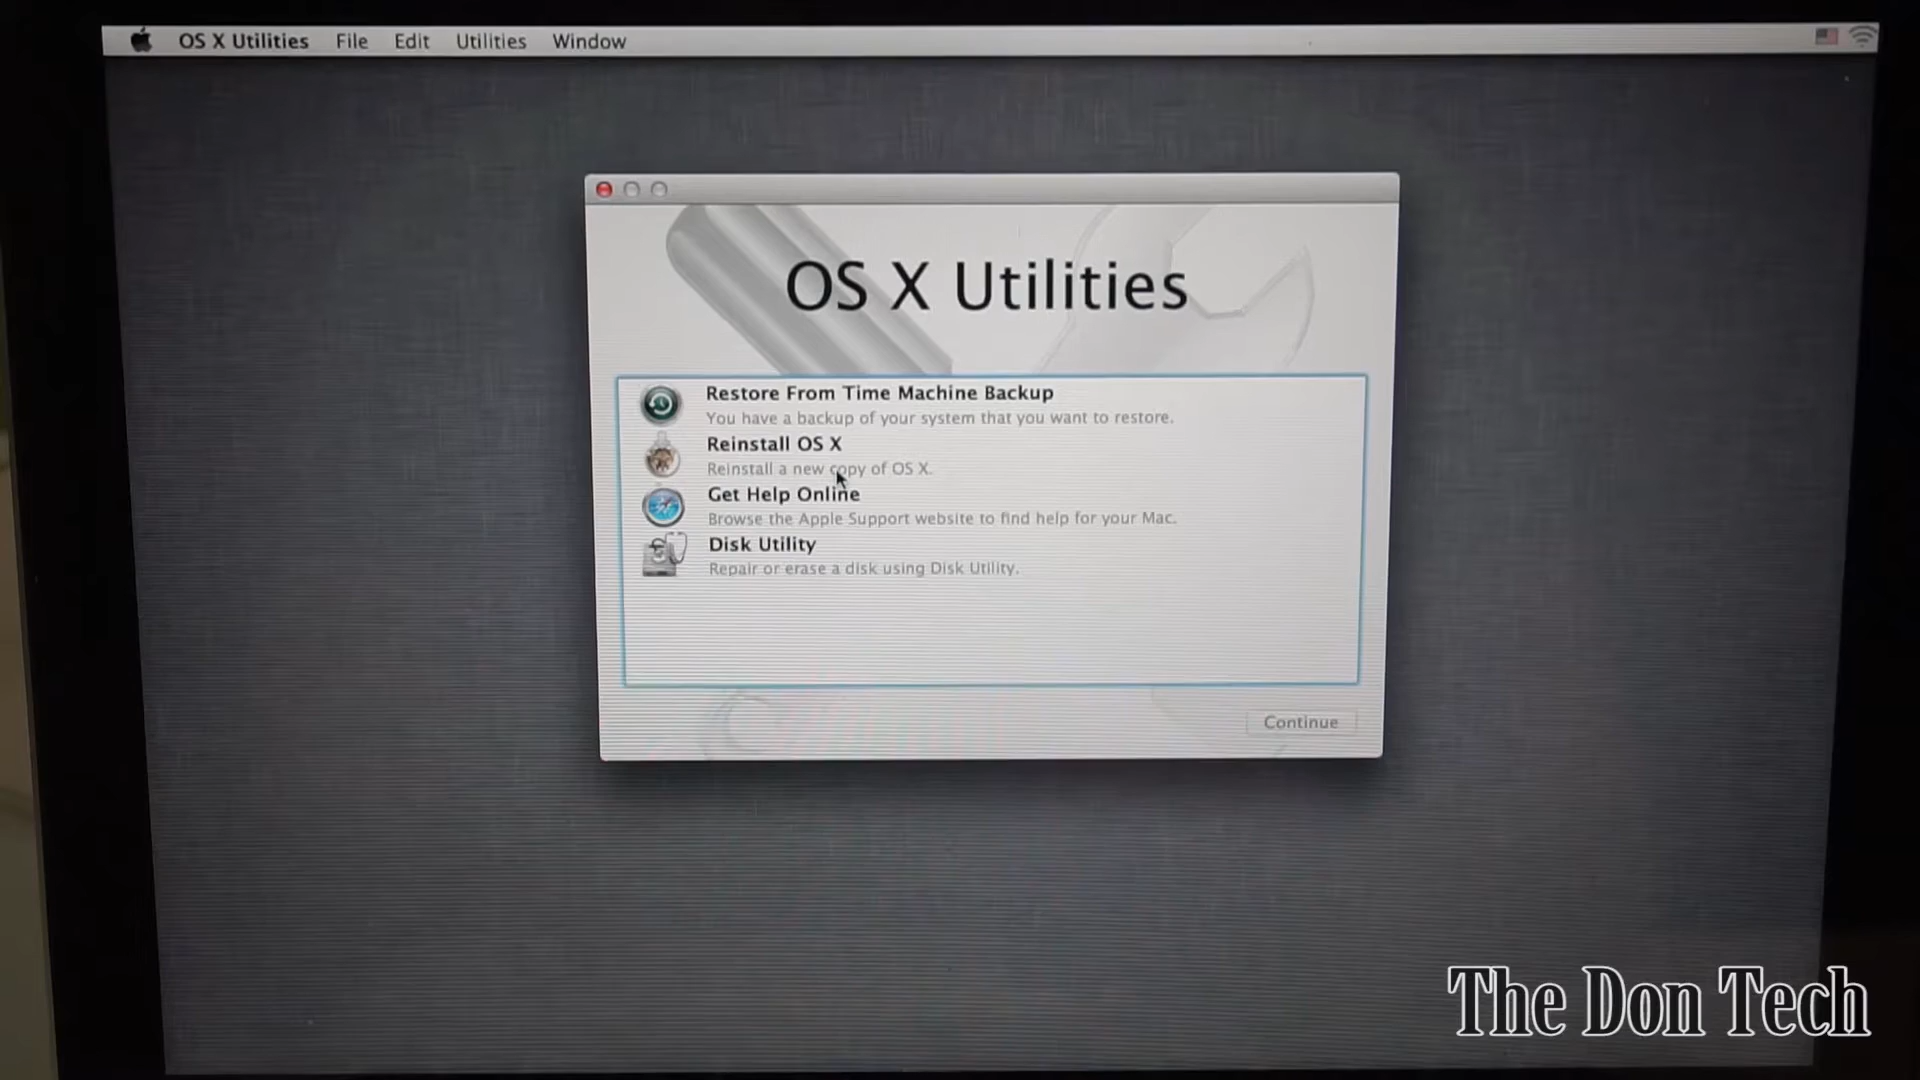 OS X Utilities File Edit Utilities Window
OS X Utilities
Restore From Time Machine Backup
You have a backup of your system that you want to restore.
Reinstall OS X
Reinstall a new copy of OS X.
Get Help Online
Browse the Apple Support website to find help for your Mac.
Disk Utility
Repair or erase a disk using Disk Utility.
Continue
The Don Tech